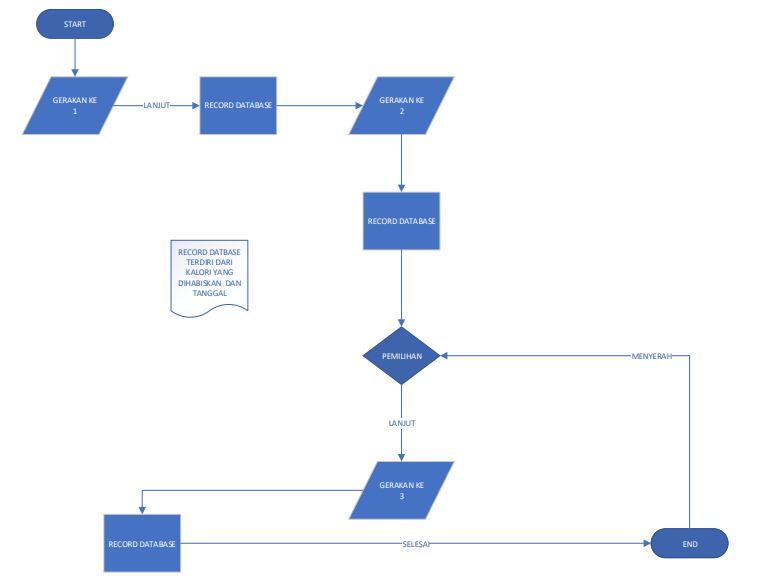 START
GERAKAN KE
1
LANJUT
RECORD DATABASE
GERAKAN KE
2
RECORD DATABASE
RECORD DATBASE
TERDIRI DARI
KALORI YANG
DIHABISKAN DAN
TANGGAL
PEMILIHAN
MENYERAH
LANJUT
GERAKAN KE
3
RECORD DATABASE
SELESAI
END